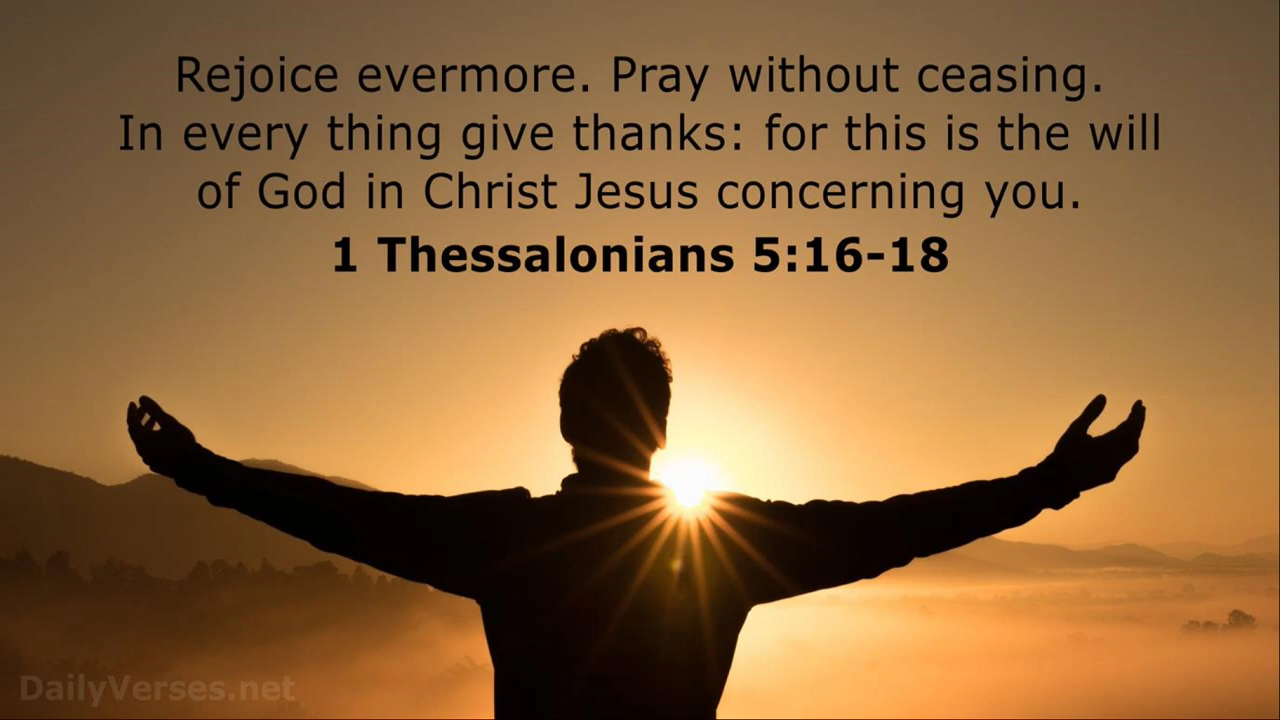 Rejoice evermore. Pray without ceasing.
In every thing give thanks: for this is the will
of God in Christ Jesus concerning you.
1 Thessalonians 5:16-18
DailyVerses.net